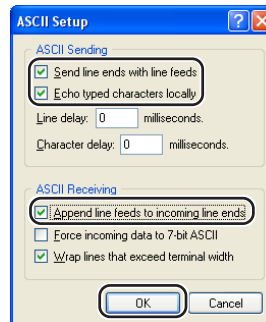 ASCII Setup
ASCII Sending
Send line ends with line feeds
Echo typed characters locally
Line delay: 0 milliseconds.
Character delay: 0 milliseconds.
ASCII Receiving
Append line feeds to incoming line ends
Force incoming data to 7-bit ASCII
Wrap lines that exceed terminal width
OK Cancel